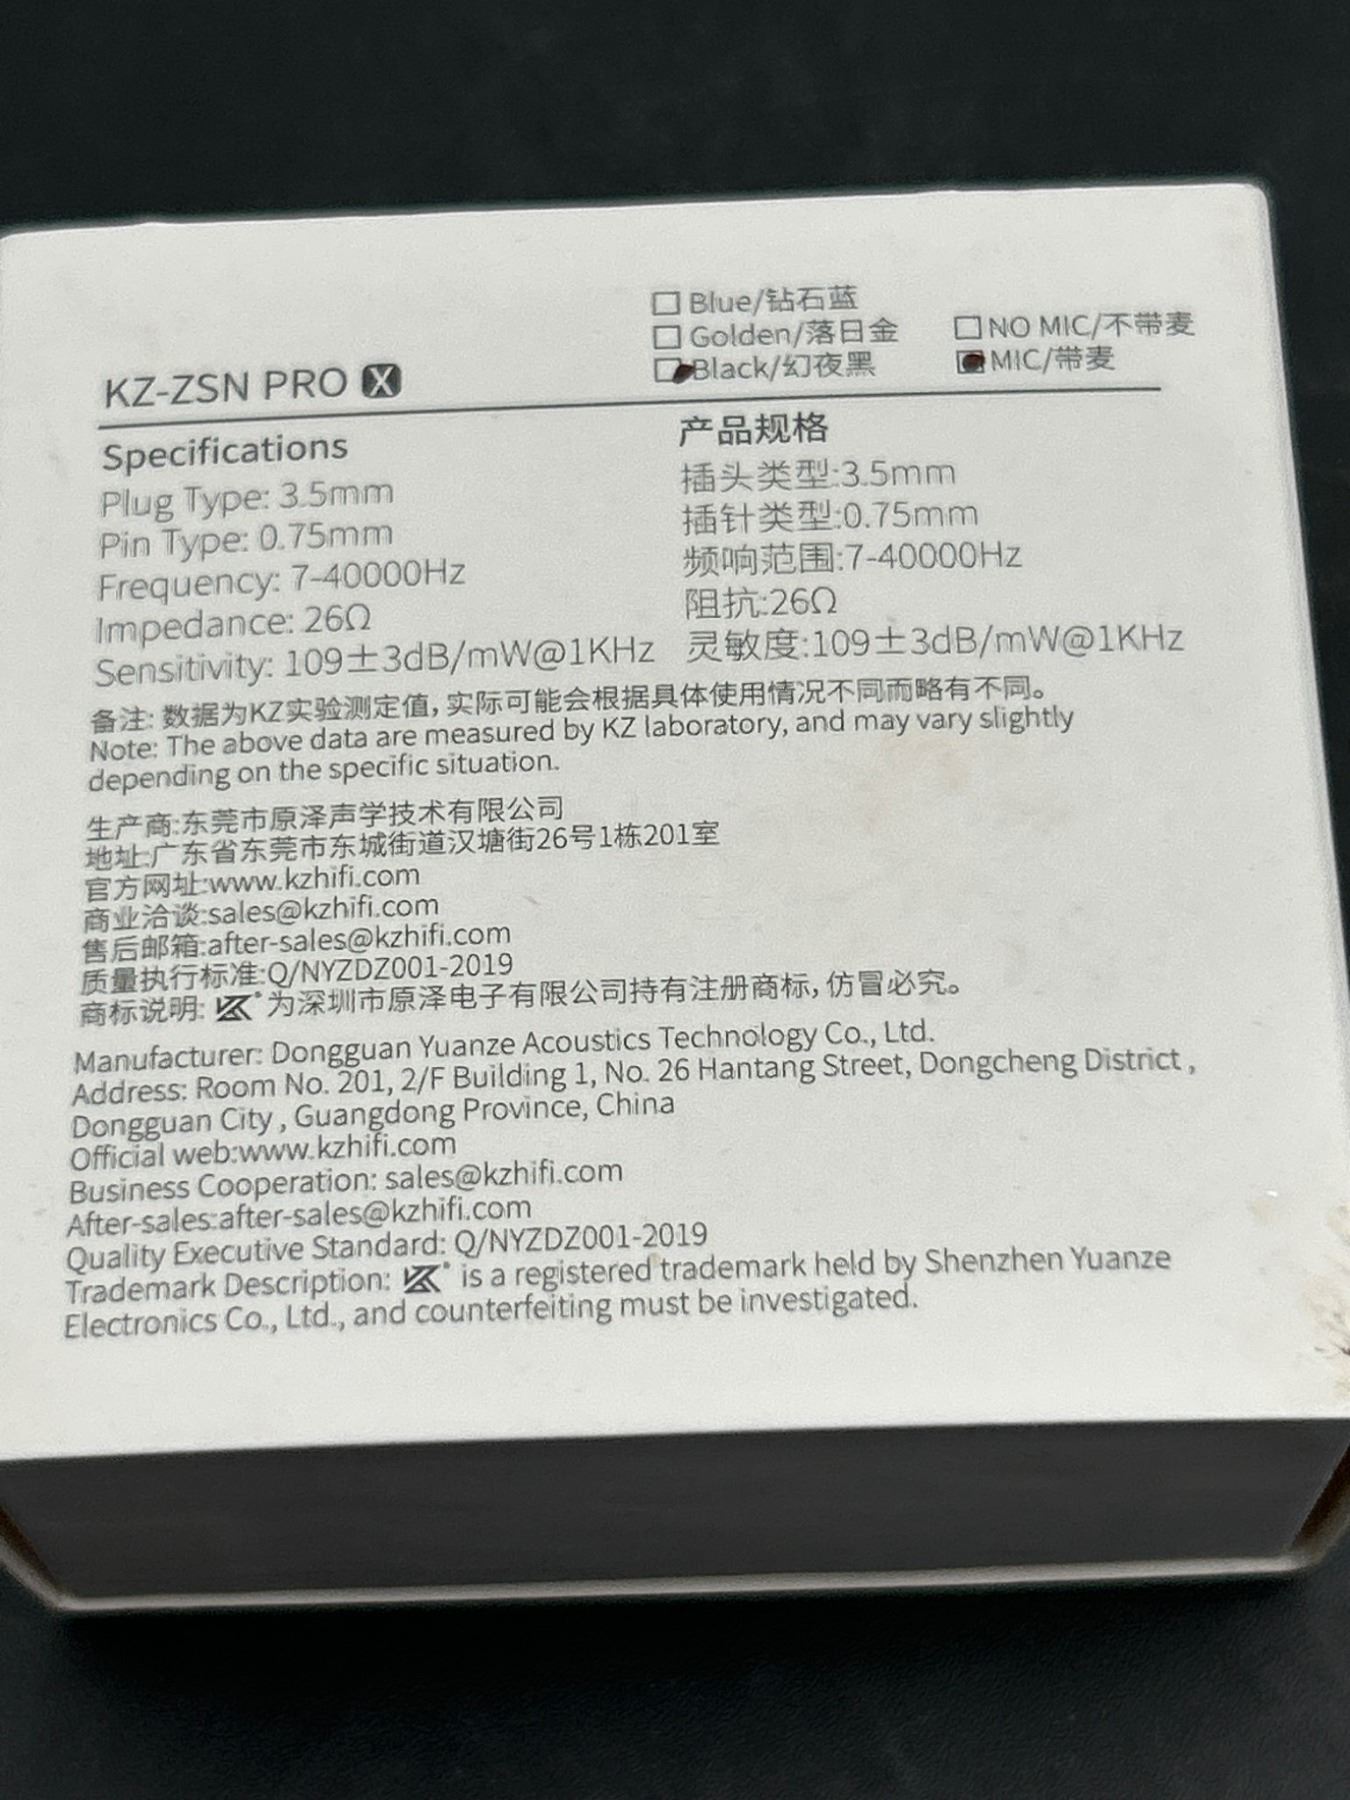 □ Blue/钻石蓝
□ Golden/落日金
□ NO MIC/不带麦
□ Black/幻夜黑
■ MIC/带麦
KZ-ZSN PRO X
Specifications
Plug Type: 3.5mm
Pin Type: 0.75mm
Frequency: 7-40000Hz
Impedance: 26Ω
Sensitivity: 109±3dB/mW@1KHz
产品规格
插头类型:3.5mm
插针类型:0.75mm
频响范围:7-40000Hz
阻抗:26Ω
灵敏度:109±3dB/mW@1KHz
备注: 数据为KZ实验测定值, 实际可能会根据具体使用情况不同而略有不同。
Note: The above data are measured by KZ laboratory, and may vary slightly
depending on the specific situation.
生产商:东莞市原泽声学技术有限公司
地址:广东省东莞市东城街道汉塘街26号1栋201室
官方网址:www.kzhifi.com
商业洽谈:sales@kzhifi.com
售后邮箱:after-sales@kzhifi.com
质量执行标准:Q/NYZDZ001-2019
商标说明: KZ 为深圳市原泽电子有限公司持有注册商标, 仿冒必究。
Manufacturer: Dongguan Yuanze Acoustics Technology Co., Ltd.
Address: Room No. 201, 2/F Building 1, No. 26 Hantang Street, Dongcheng District ,
Dongguan City , Guangdong Province, China
Official web:www.kzhifi.com
Business Cooperation: sales@kzhifi.com
After-sales:after-sales@kzhifi.com
Quality Executive Standard: Q/NYZDZ001-2019
Trademark Description: KZ is a registered trademark held by Shenzhen Yuanze
Electronics Co., Ltd., and counterfeiting must be investigated.